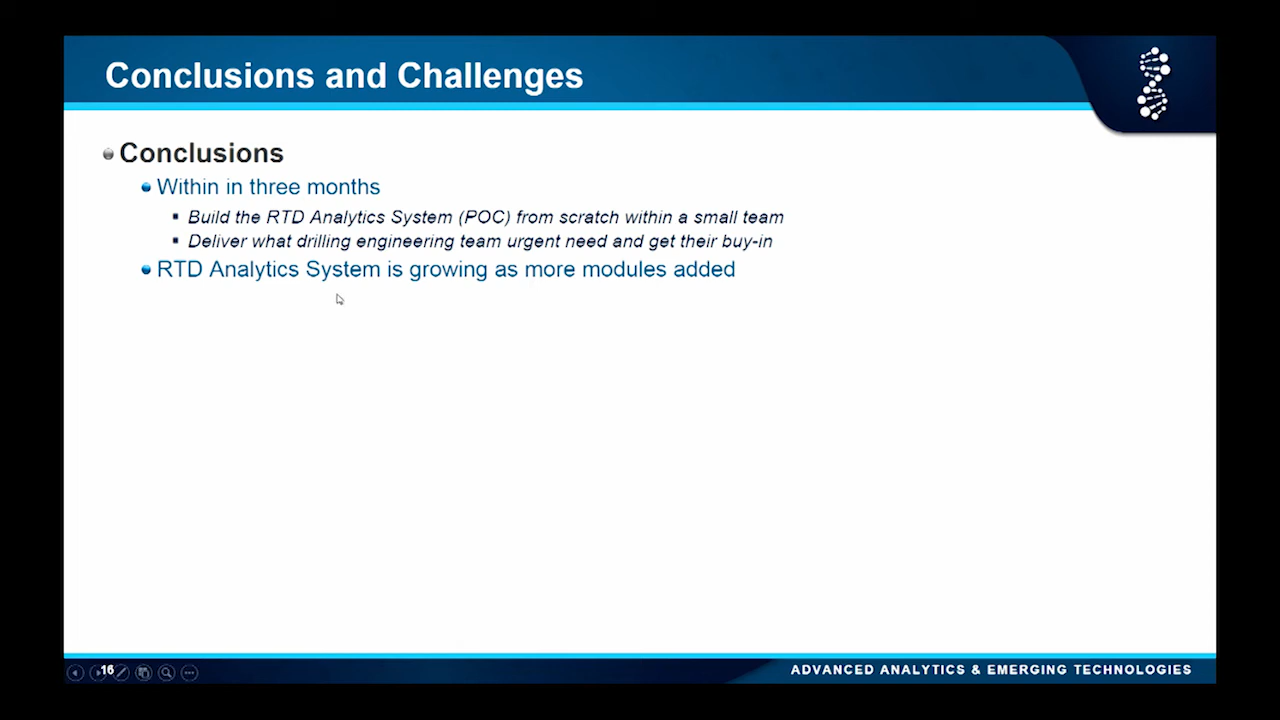 Conclusions and Challenges
Conclusions
Within in three months
Build the RTD Analytics System (POC) from scratch within a small team
Deliver what drilling engineering team urgent need and get their buy-in
RTD Analytics System is growing as more modules added
16
ADVANCED ANALYTICS & EMERGING TECHNOLOGIES